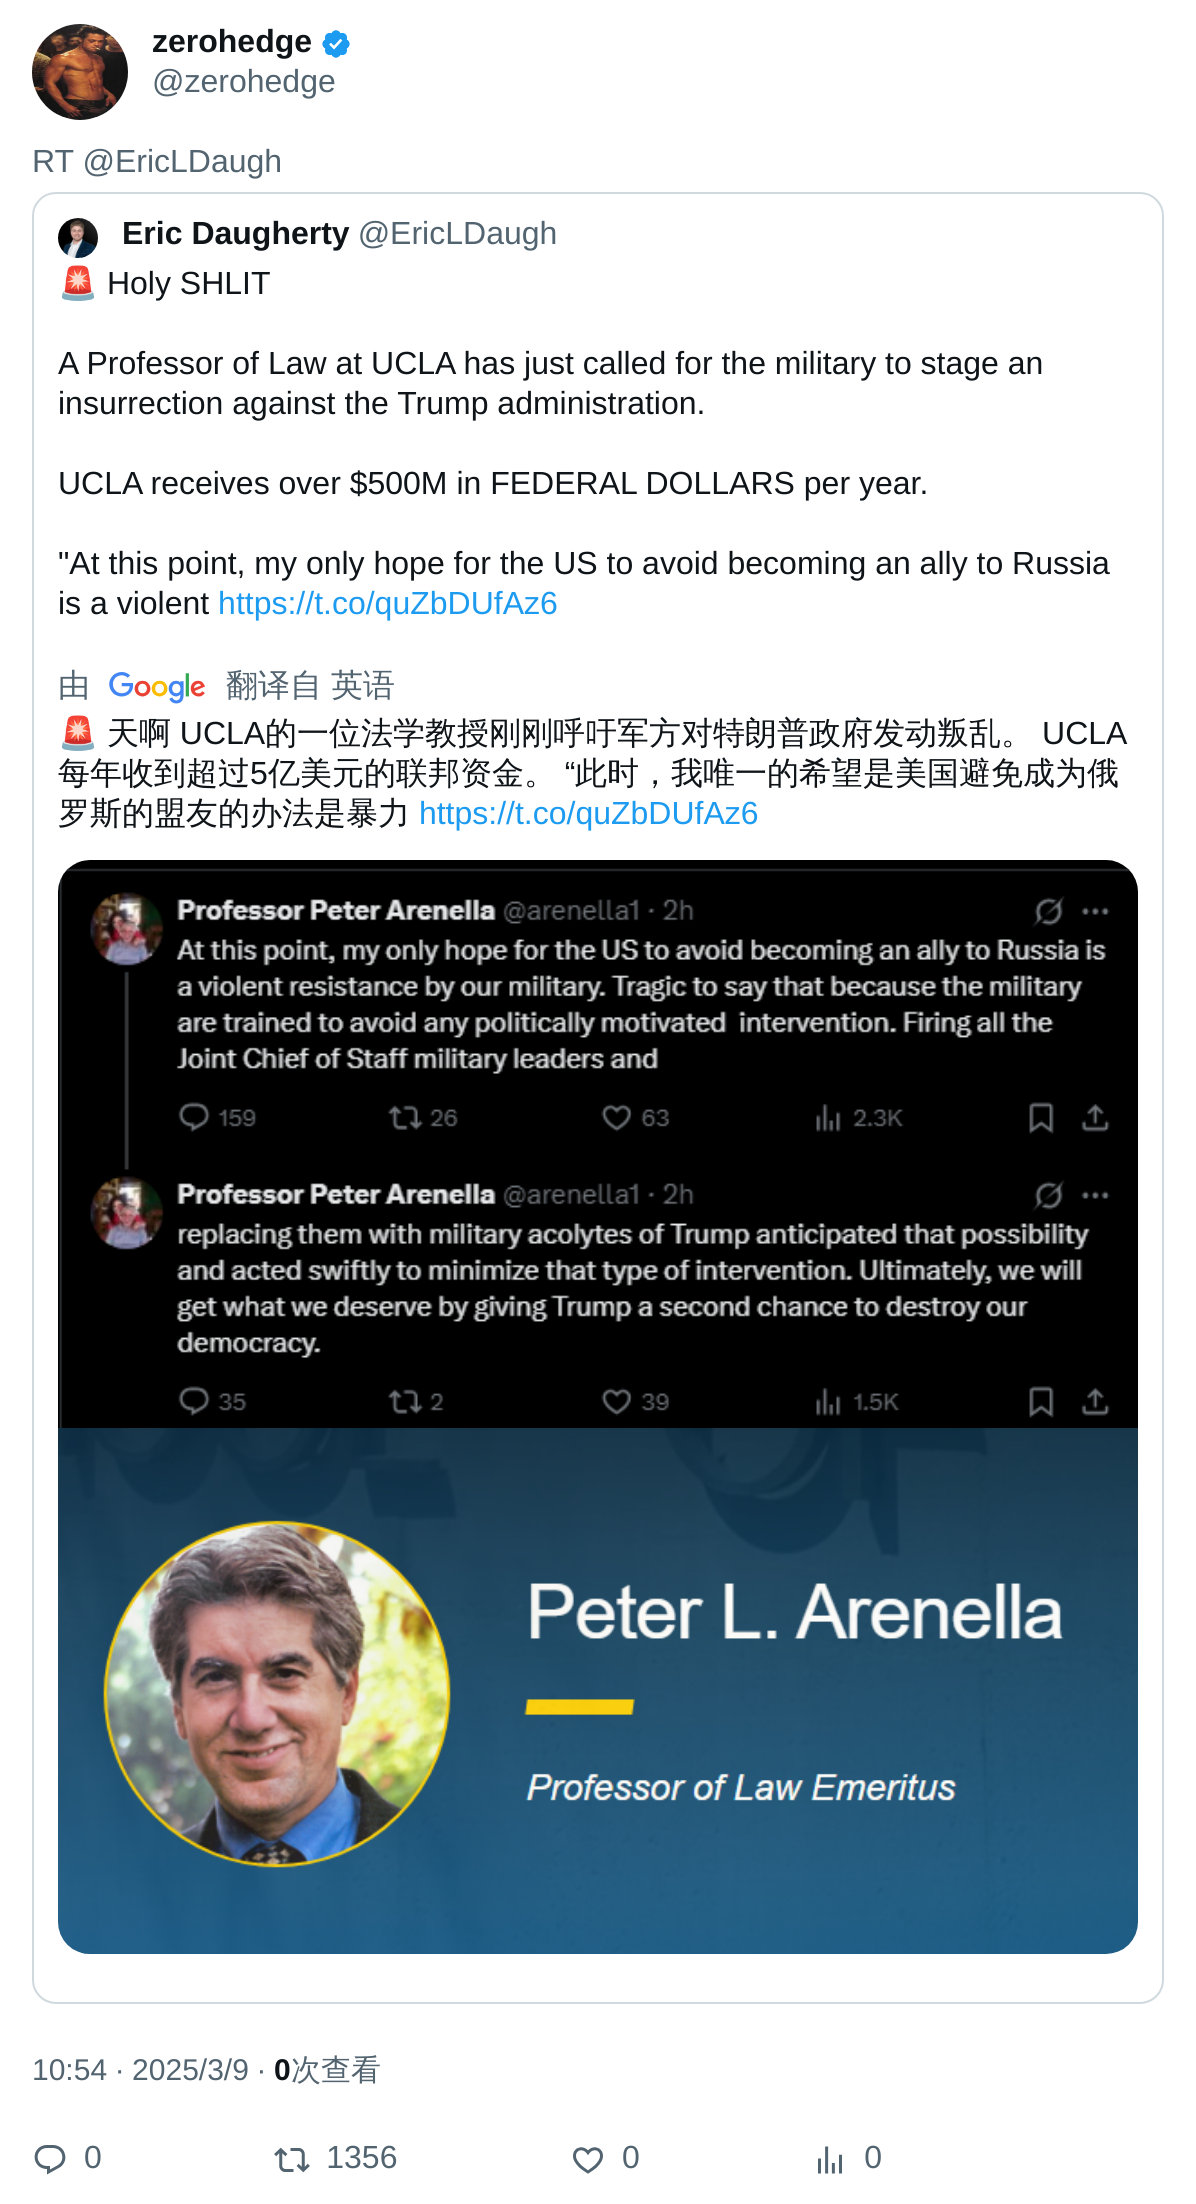 zerohedge
@zerohedge
RT @EricLDaugh
Eric Daugherty @EricLDaugh
🚨 Holy SHLIT
A Professor of Law at UCLA has just called for the military to stage an
insurrection against the Trump administration.
UCLA receives over $500M in FEDERAL DOLLARS per year.
"At this point, my only hope for the US to avoid becoming an ally to Russia
is a violent https://t.co/quZbDUfAz6
由 Google 翻译自 英语
🚨 天啊 UCLA的一位法学教授刚刚呼吁军方对特朗普政府发动叛乱。 UCLA
每年收到超过5亿美元的联邦资金。 “此时，我唯一的希望是美国避免成为俄
罗斯的盟友的办法是暴力 https://t.co/quZbDUfAz6
Professor Peter Arenella @arenella1 · 2h
At this point, my only hope for the US to avoid becoming an ally to Russia is
a violent resistance by our military. Tragic to say that because the military
are trained to avoid any politically motivated  intervention. Firing all the
Joint Chief of Staff military leaders and
159 26 63 2.3K
Professor Peter Arenella @arenella1 · 2h
replacing them with military acolytes of Trump anticipated that possibility
and acted swiftly to minimize that type of intervention. Ultimately, we will
get what we deserve by giving Trump a second chance to destroy our
democracy.
35 2 39 1.5K
Peter L. Arenella
Professor of Law Emeritus
10:54 · 2025/3/9 · 0次查看
0 1356 0 0